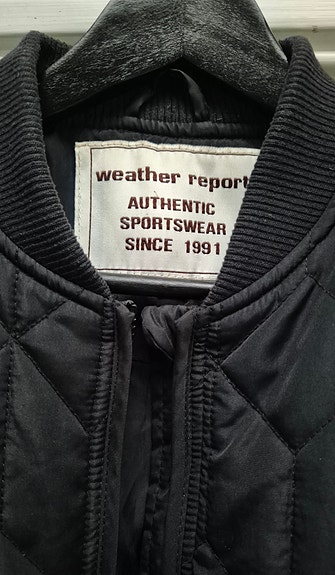 weather report
AUTHENTIC
SPORTSWEAR
SINCE 1991